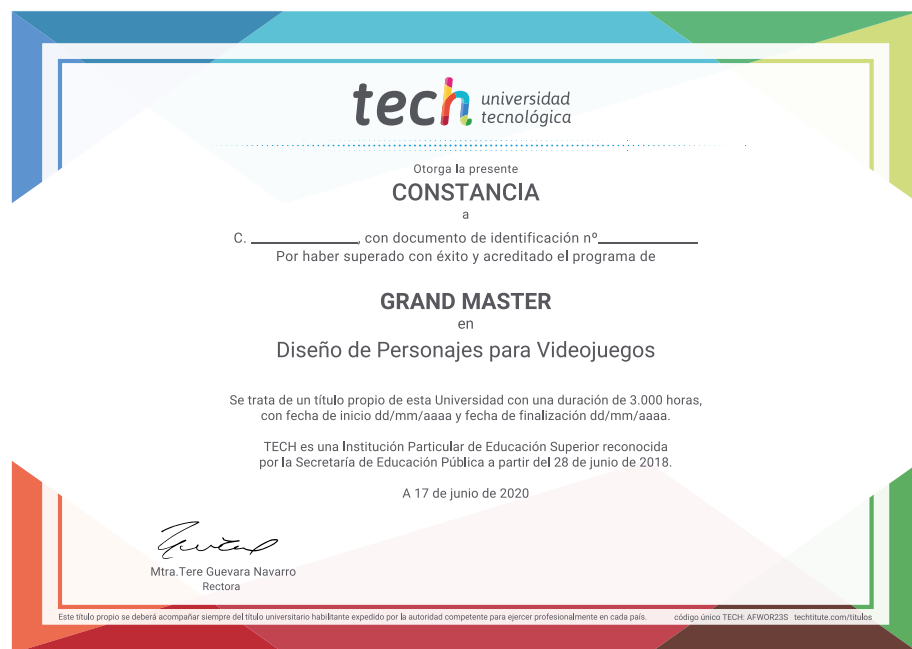 tech universidad
tecnológica
Otorga la presente
CONSTANCIA
a
C. ____________, con documento de identificación nº____________
Por haber superado con éxito y acreditado el programa de
GRAND MASTER
en
Diseño de Personajes para Videojuegos
Se trata de un título propio de esta Universidad con una duración de 3.000 horas,
con fecha de inicio dd/mm/aaaa y fecha de finalización dd/mm/aaaa.
TECH es una Institución Particular de Educación Superior reconocida
por la Secretaría de Educación Pública a partir del 28 de junio de 2018.
A 17 de junio de 2020
Mtra.Tere Guevara Navarro
Rectora
Este título propio se deberá acompañar siempre del título universitario habilitante expedido por la autoridad competente para ejercer profesionalmente en cada país. código único TECH: AFWOR23S techtitute.com/titulos